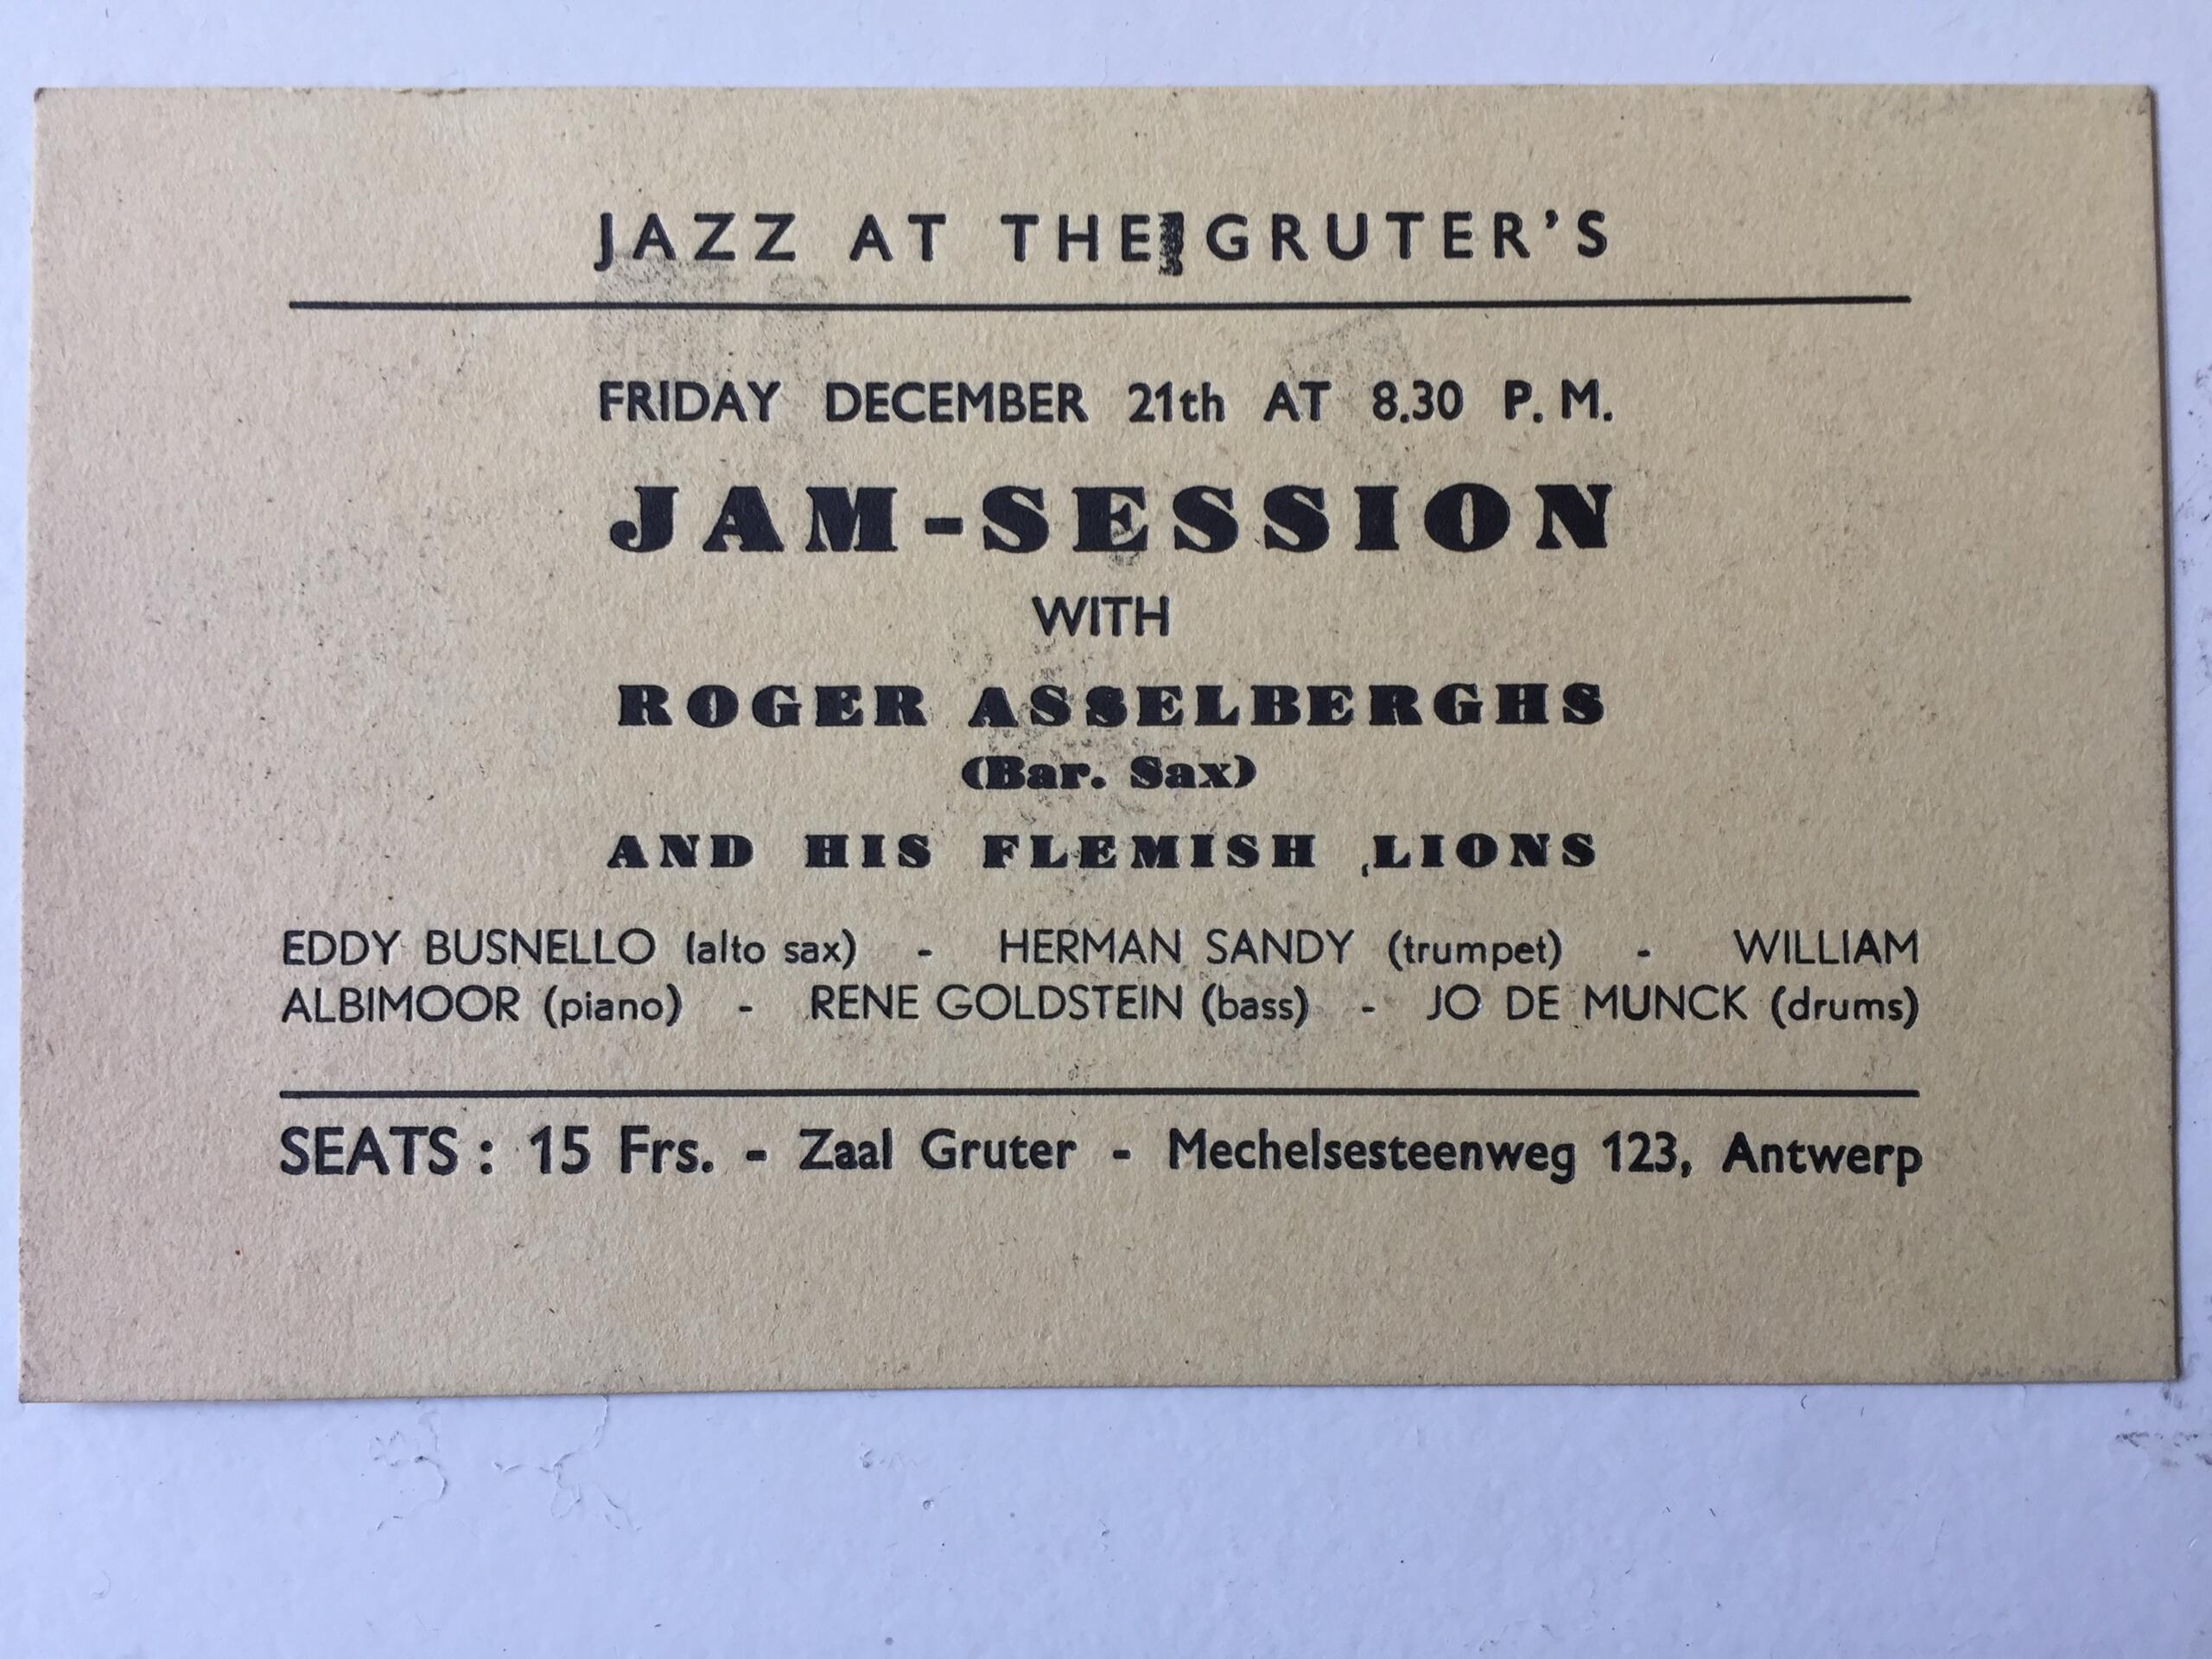 JAZZ AT THE GRUTER'S
FRIDAY DECEMBER 21th AT 8.30 P. M.
JAM-SESSION
WITH
ROGER ASSELBERGHS
(Bar. Sax)
AND HIS FLEMISH LIONS
EDDY BUSNELLO (alto sax) - HERMAN SANDY (trumpet) - WILLIAM
ALBIMOOR (piano) - RENE GOLDSTEIN (bass) - JO DE MUNCK (drums)
SEATS : 15 Frs. - Zaal Gruter - Mechelsesteenweg 123, Antwerp